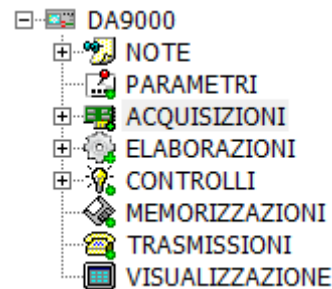 DA9000
NOTE
PARAMETRI
ACQUISIZIONI
ELABORAZIONI
CONTROLLI
MEMORIZZAZIONI
TRASMISSIONI
VISUALIZZAZIONE